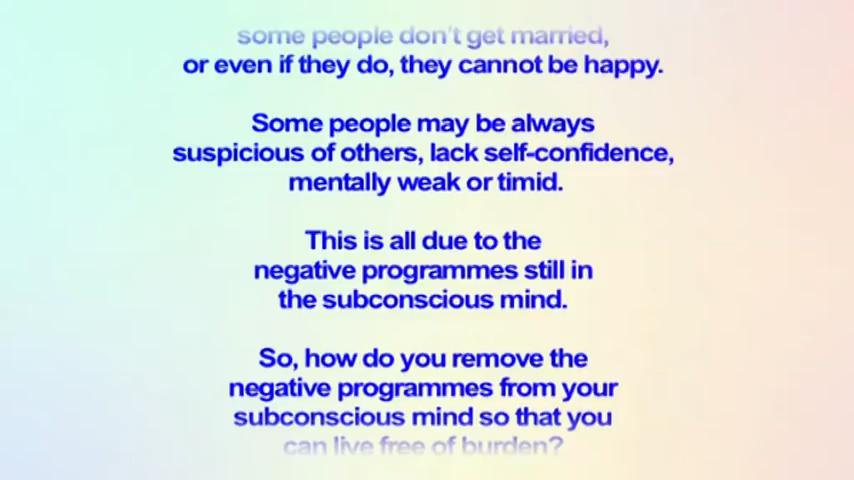 some people don't get married,
or even if they do, they cannot be happy.
Some people may be always
suspicious of others, lack self-confidence,
mentally weak or timid.
This is all due to the
negative programmes still in
the subconscious mind.
So, how do you remove the
negative programmes from your
subconscious mind so that you
can live free of burden?